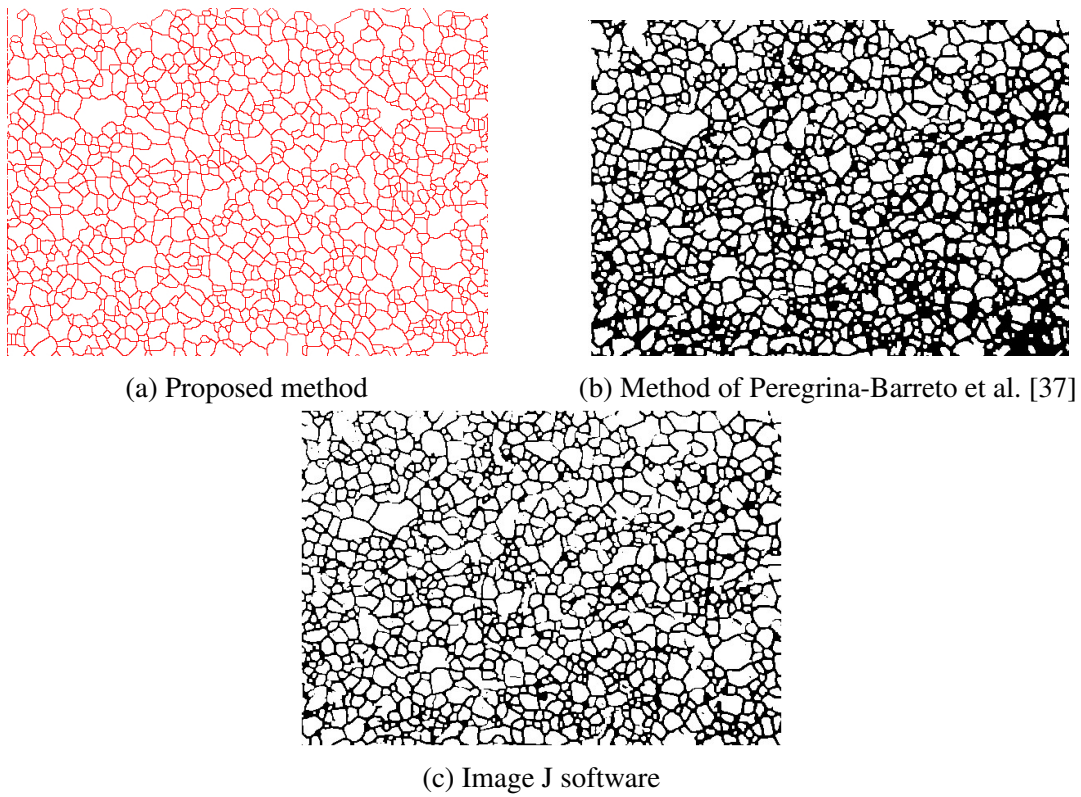 (a) Proposed method
(b) Method of Peregrina-Barreto et al. [37]
(c) Image J software